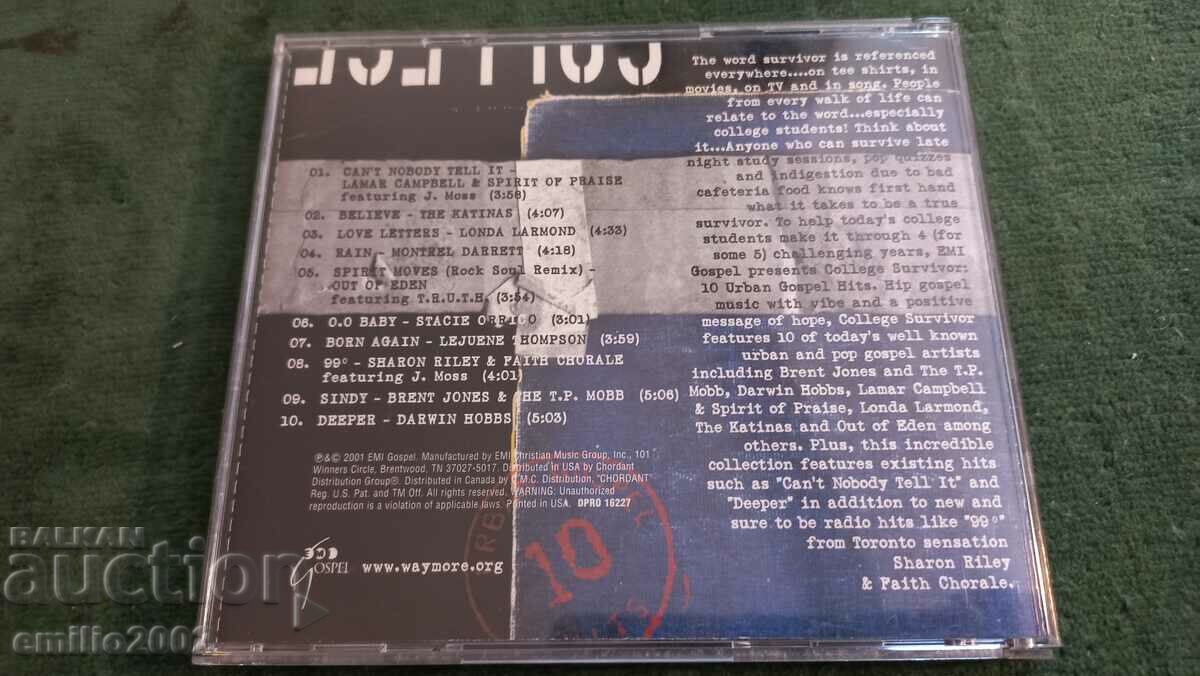 01. CAN'T NOBODY TELL IT -
LAMAR CAMPBELL & SPIRIT OF PRAISE
featuring J. Moss (3:58)
02. BELIEVE - THE KATINAS (4:07)
03. LOVE LETTERS - LONDA LARMOND (4:33)
04. RAIN - MONTREL DARRETT (4:18)
05. SPIRIT MOVES (Rock Soul Remix) -
OUT OF EDEN
featuring T.R.U.T.H. (3:54)
06. 0.0 BABY - STACIE ORRICO (3:01)
07. BORN AGAIN - LEJUENE THOMPSON (3:59)
08. 99° - SHARON RILEY & FAITH CHORALE
featuring J. Moss (4:01)
09. SINDY - BRENT JONES & THE T.P. MOBB (5:06)
10. DEEPER - DARWIN HOBBS (5:03)
℗&© 2001 EMI Gospel. Manufactured by EMI Christian Music Group, Inc., 101
Winners Circle, Brentwood, TN 37027-5017. Distributed in USA by Chordant
Distribution Group®. Distributed in Canada by C.M.C. Distribution. "CHORDANT"
Reg. U.S. Pat. and TM Off. All rights reserved. WARNING: Unauthorized
reproduction is a violation of applicable laws. Printed in USA. DPRO 16227
GOSPEL
www.waymore.org
10
The word survivor is referenced
everywhere....on tee shirts, in
movies, on TV and in song. People
from every walk of life can
relate to the word...especially
college students! Think about
it...Anyone who can survive late
night study sessions, pop quizzes
and indigestion due to bad
cafeteria food knows first hand
what it takes to be a true
survivor. To help today's college
students make it through 4 (for
some 5) challenging years, EMI
Gospel presents College Survivor:
10 Urban Gospel Hits. Hip gospel
music with vibe and a positive
message of hope, College Survivor
features 10 of today's well known
urban and pop gospel artists
including Brent Jones and The T.P.
Mobb, Darwin Hobbs, Lamar Campbell
& Spirit of Praise, Londa Larmond,
The Katinas and Out of Eden among
others. Plus, this incredible
collection features existing hits
such as "Can't Nobody Tell It" and
"Deeper" in addition to new and
sure to be radio hits like "99°"
from Toronto sensation
Sharon Riley
& Faith Chorale.
BALKAN
auction
emilio2002